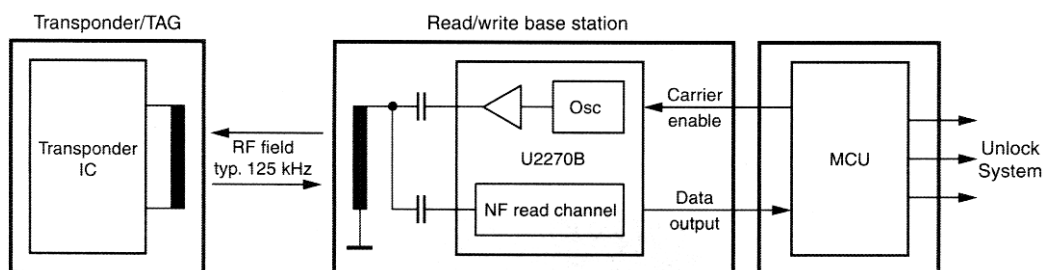 Transponder/TAG
Read/write base station
Transponder
IC
RF field
typ. 125 kHz
Osc
U2270B
NF read channel
Carrier
enable
Data
output
MCU
Unlock
System